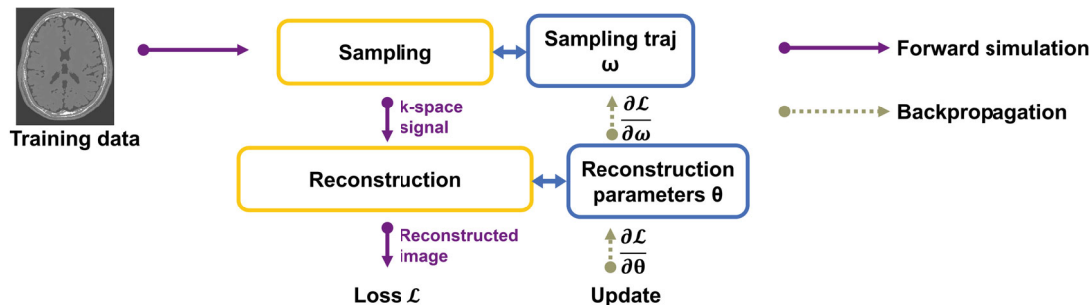 Training data
Sampling
Sampling traj
ω
Forward simulation
k-space
signal
∂ℒ
∂ω
Backpropagation
Reconstruction
Reconstruction
parameters θ
Reconstructed
image
∂ℒ
∂θ
Loss ℒ
Update